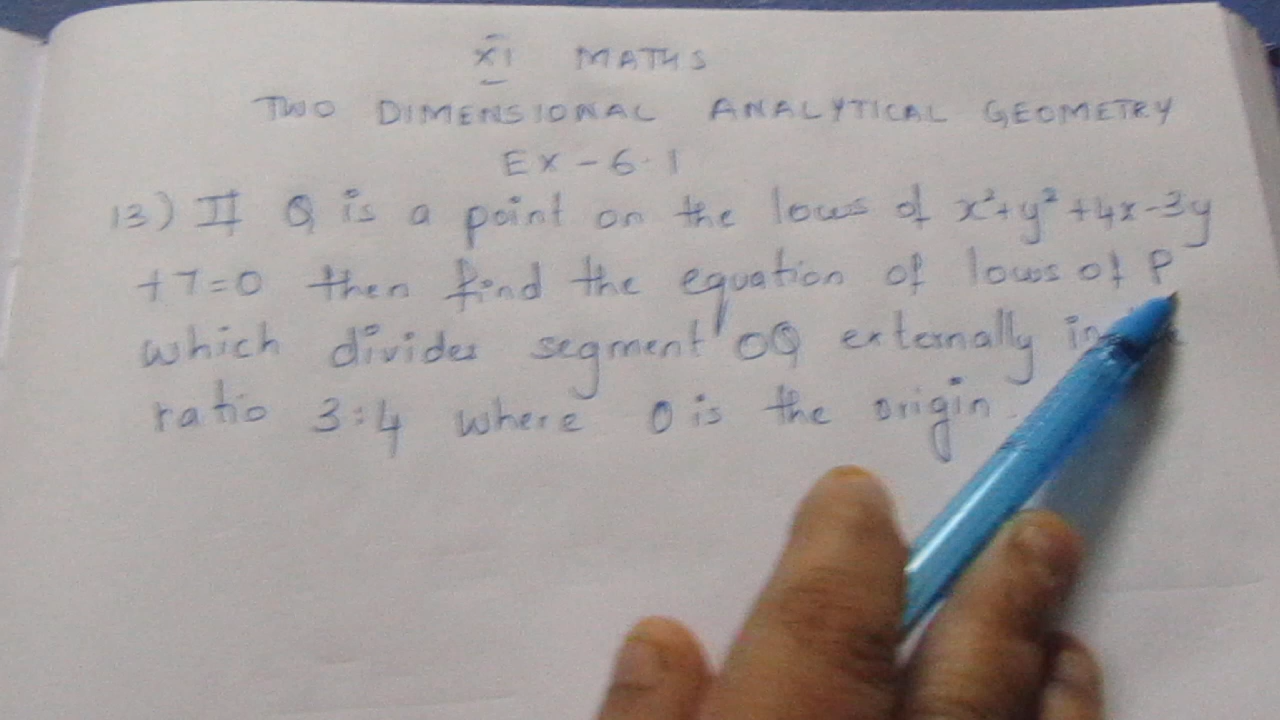 XI MATHS
TWO DIMENSIONAL ANALYTICAL GEOMETRY
EX - 6.1
13) If Q is a point on the locus of x²+y²+4x-3y
+7=0 then find the equation of locus of P
which divides segment OQ externally in
ratio 3:4 where O is the origin.